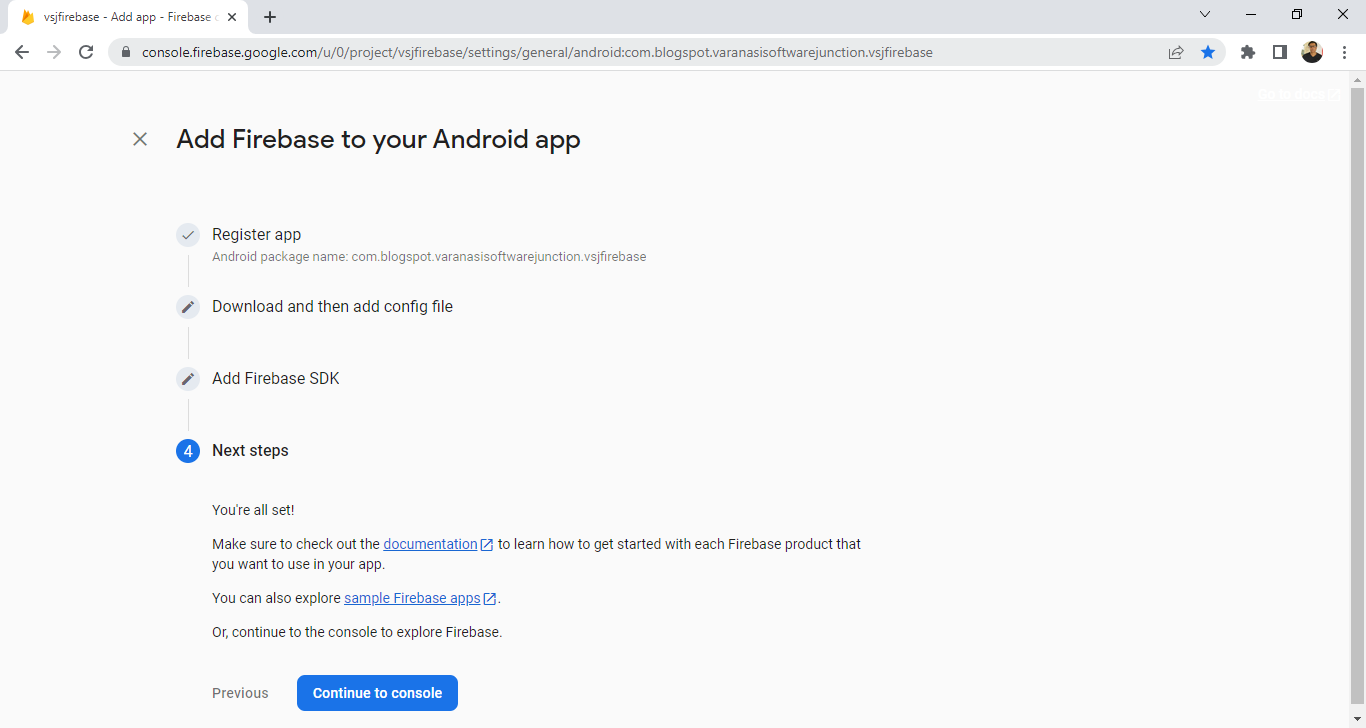 vsjfirebase - Add app - Firebase c
console.firebase.google.com/u/0/project/vsjfirebase/settings/general/android:com.blogspot.varanasisoftwarejunction.vsjfirebase
Go to docs
Add Firebase to your Android app
Register app
Android package name: com.blogspot.varanasisoftwarejunction.vsjfirebase
Download and then add config file
Add Firebase SDK
4 Next steps
You're all set!
Make sure to check out the documentation to learn how to get started with each Firebase product that
you want to use in your app.
You can also explore sample Firebase apps.
Or, continue to the console to explore Firebase.
Previous Continue to console